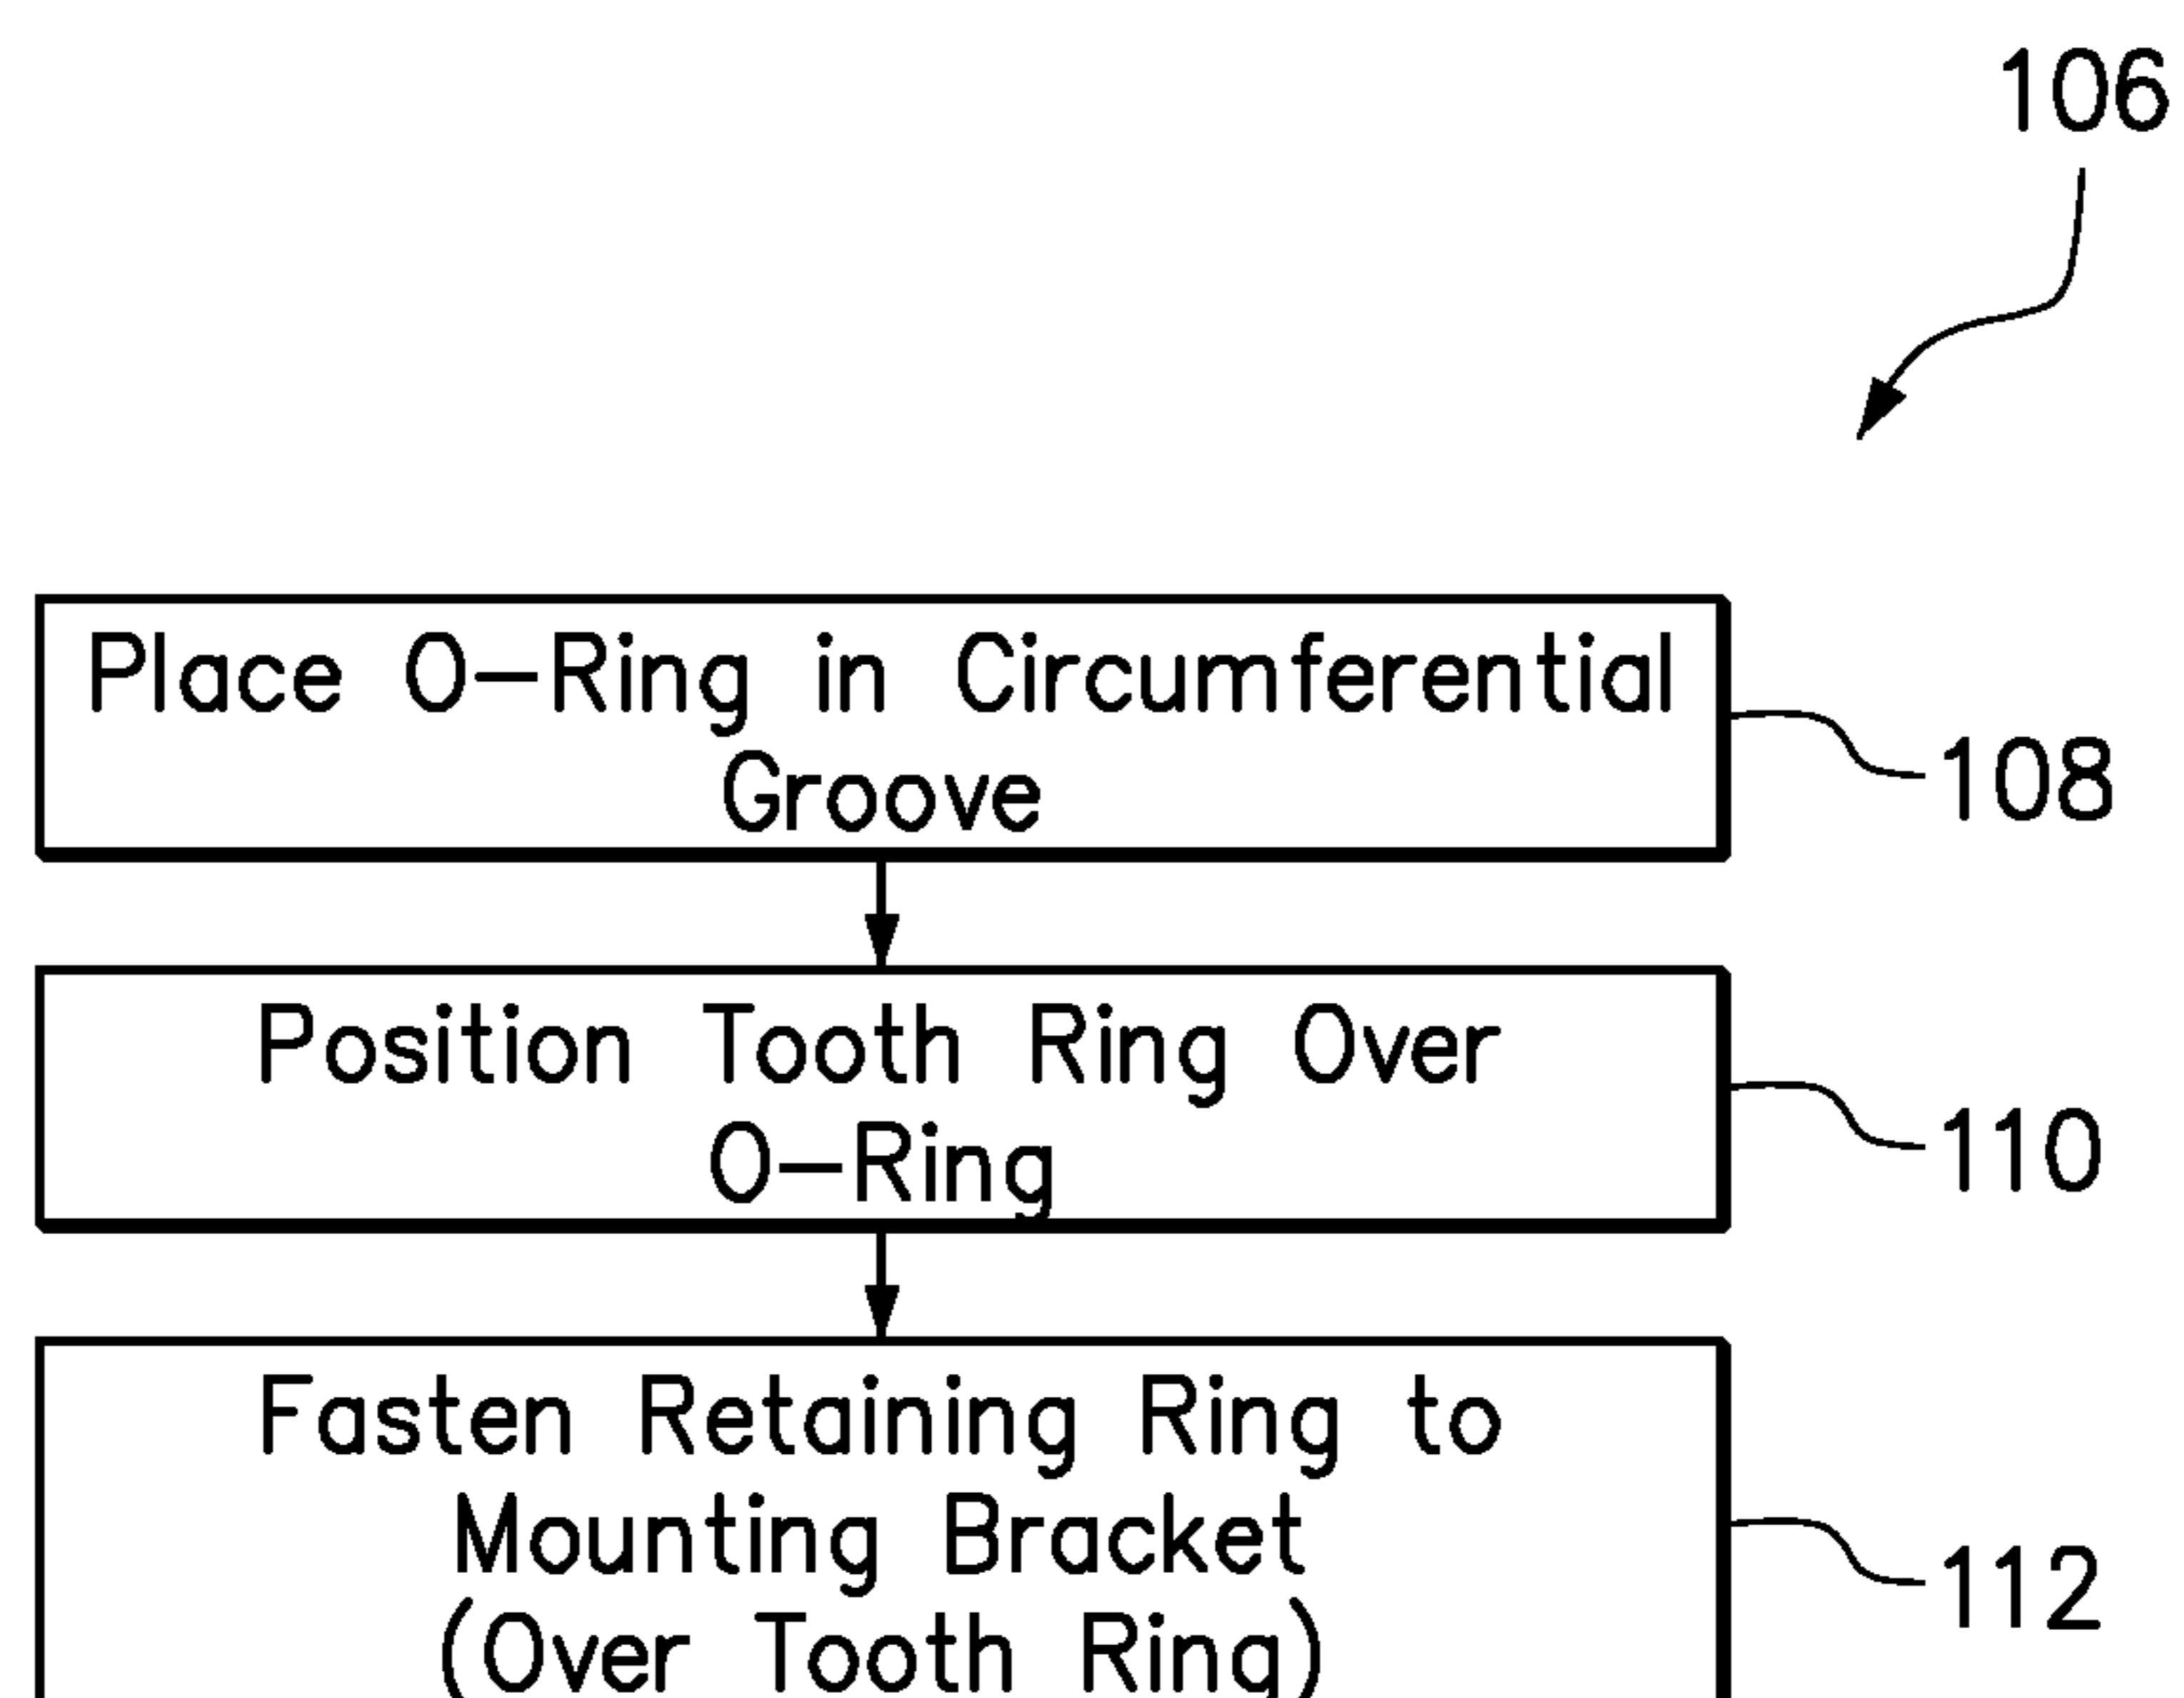 106
Place O-Ring in Circumferential
Groove
108
Position Tooth Ring Over
O-Ring
110
Fasten Retaining Ring to
Mounting Bracket
(Over Tooth Ring)
112